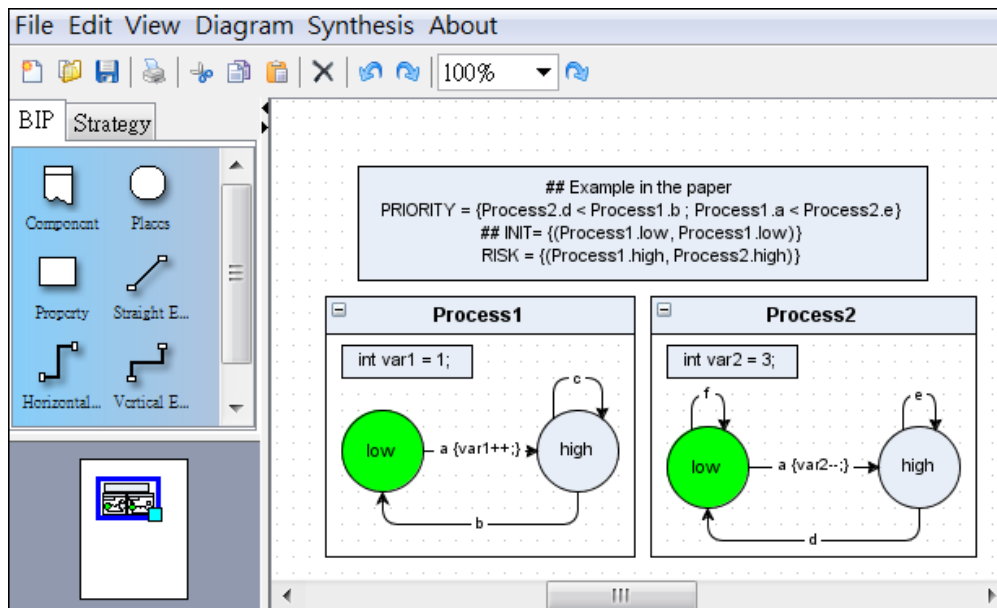 File Edit View Diagram Synthesis About
100%
BIP Strategy
Component Places
Property Straight E...
Horizontal... Vertical E...
## Example in the paper
PRIORITY = {Process2.d < Process1.b ; Process1.a < Process2.e}
## INIT= {(Process1.low, Process1.low)}
RISK = {(Process1.high, Process2.high)}
Process1
int var1 = 1;
c
low
a {var1++;}
high
b
Process2
int var2 = 3;
f
e
low
a {var2--;}
high
d